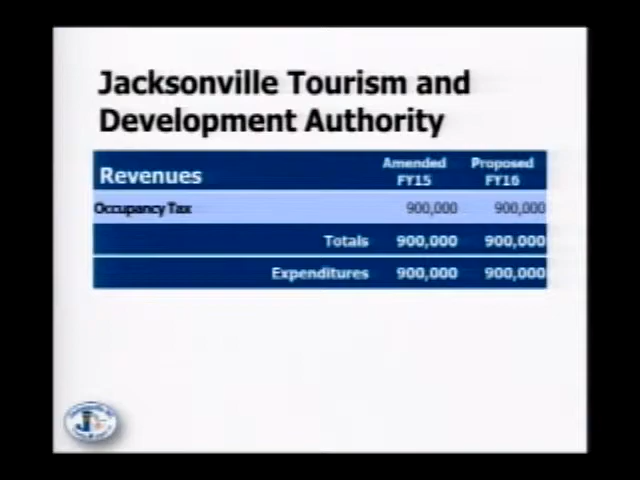 Jacksonville Tourism and
Development Authority
Revenues Amended FY15 Proposed FY16
Occupancy Tax 900,000 900,000
Totals 900,000 900,000
Expenditures 900,000 900,000